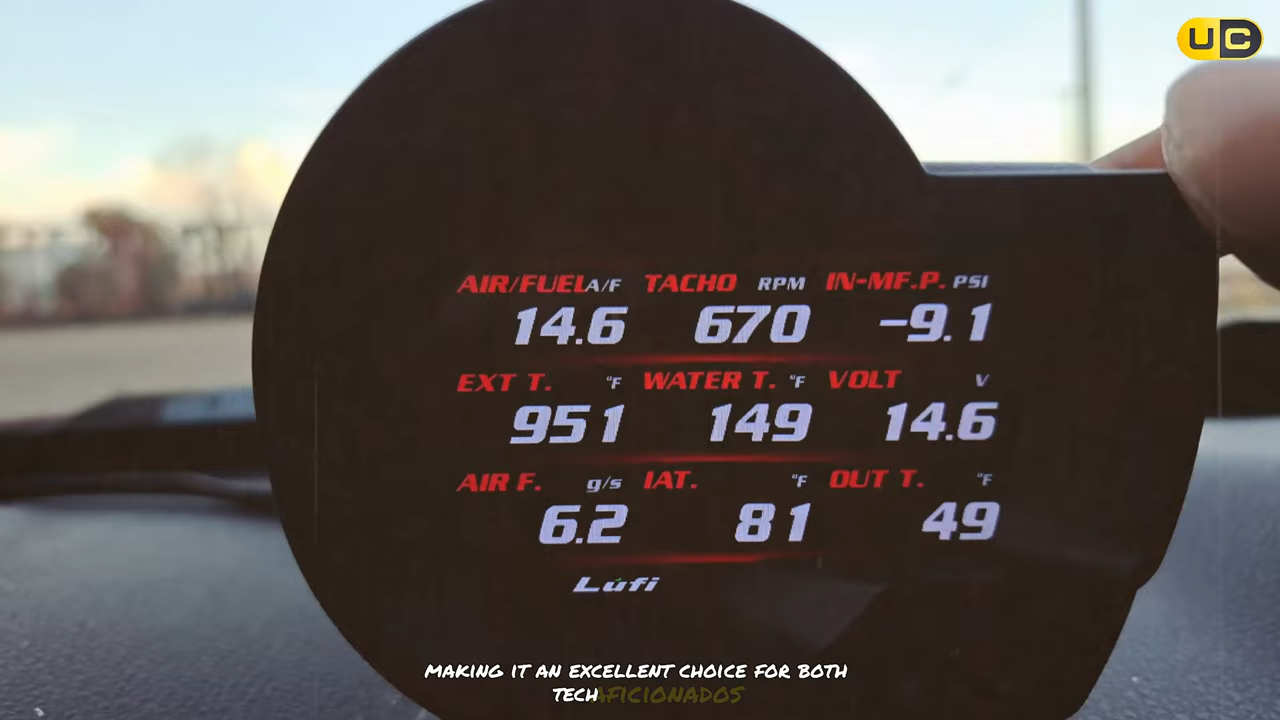 UC
AIR/FUEL A/F TACHO RPM IN-MF.P. PSI
14.6 670 -9.1
EXT T. °F WATER T. °F VOLT V
951 149 14.6
AIR F. g/s IAT. °F OUT T. °F
6.2 81 49
Lufi
MAKING IT AN EXCELLENT CHOICE FOR BOTH
TECH AFICIONADOS